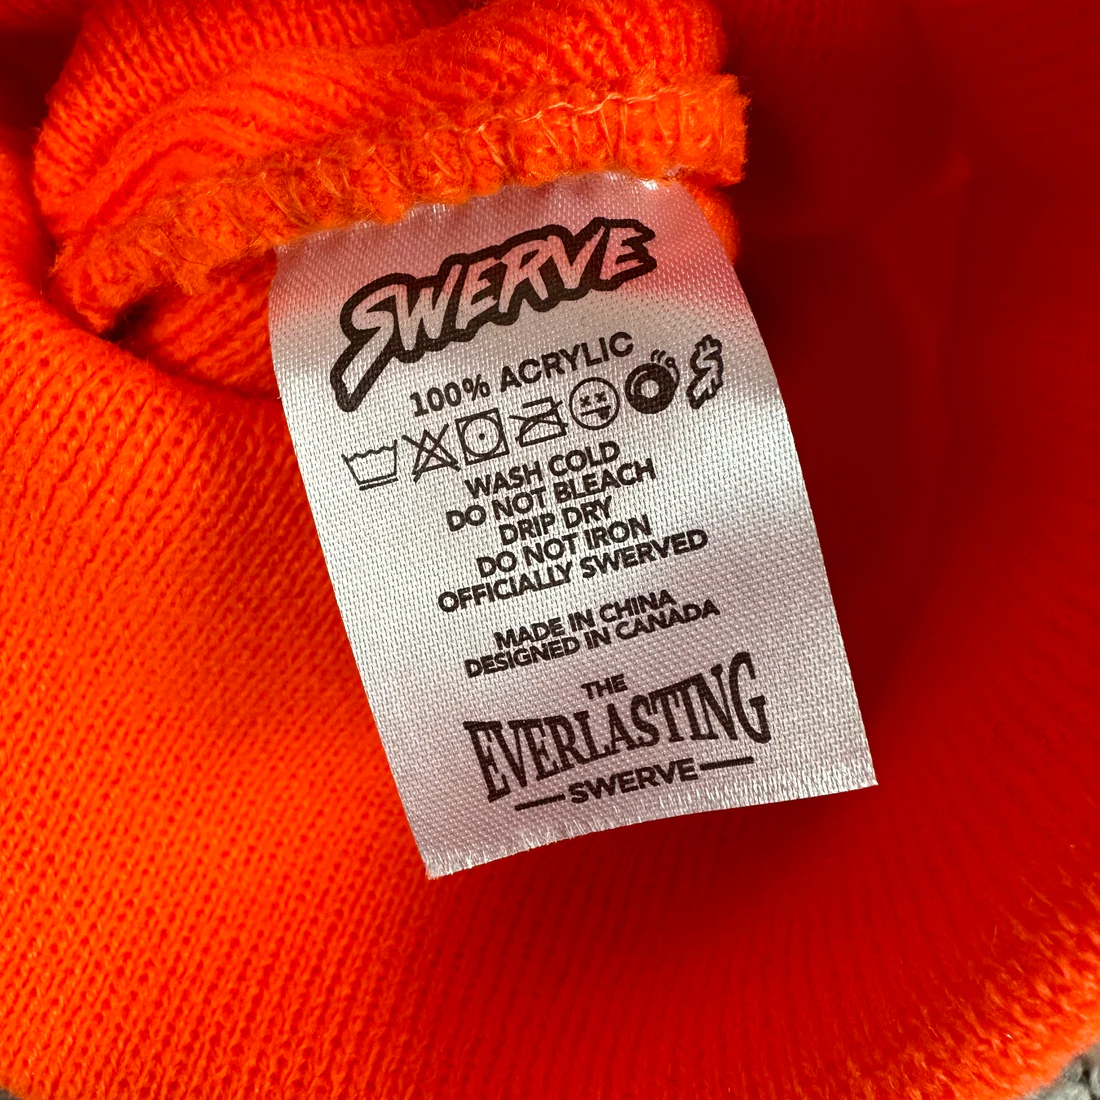 SWERVE
100% ACRYLIC
WASH COLD
DO NOT BLEACH
DRIP DRY
DO NOT IRON
OFFICIALLY SWERVED
MADE IN CHINA
DESIGNED IN CANADA
THE
EVERLASTING
SWERVE